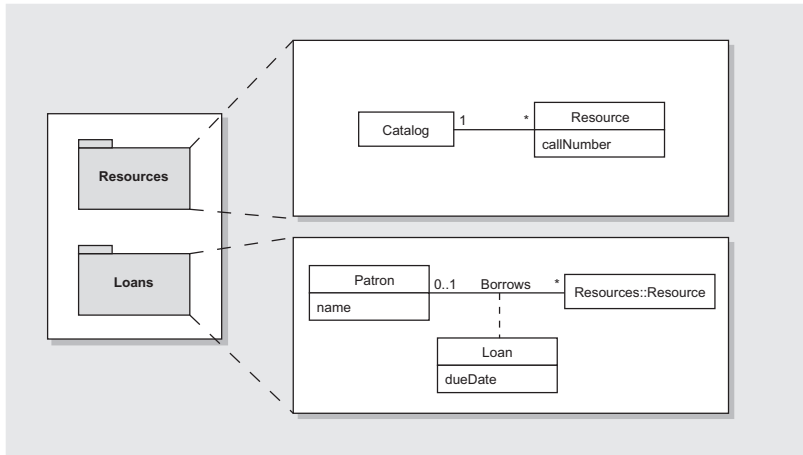 Resources
Loans
Catalog
1
*
Resource
callNumber
Patron
name
0..1
Borrows
*
Resources::Resource
Loan
dueDate